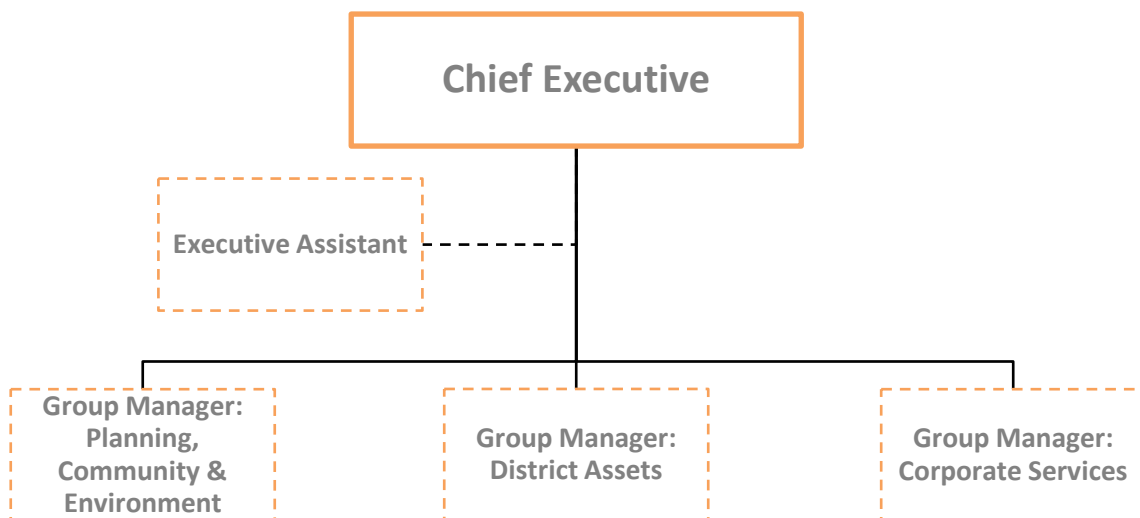 Chief Executive
Executive Assistant
Group Manager:
Planning,
Community &
Environment
Group Manager:
District Assets
Group Manager:
Corporate Services